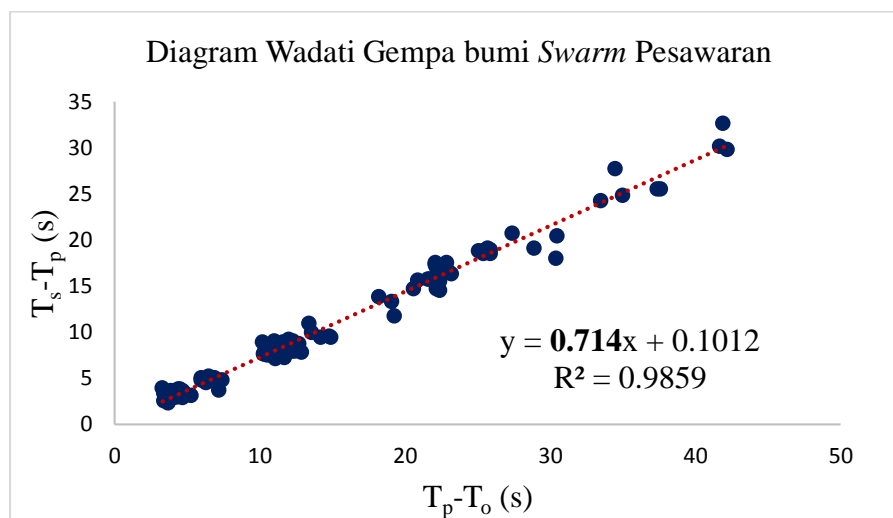 Diagram Wadati Gempa bumi Swarm Pesawaran
35
30
25
20
15
10
5
0
Tₛ-Tₚ (s)
y = 0.714x + 0.1012
R² = 0.9859
0 10 20 30 40 50
Tₚ-Tₒ (s)